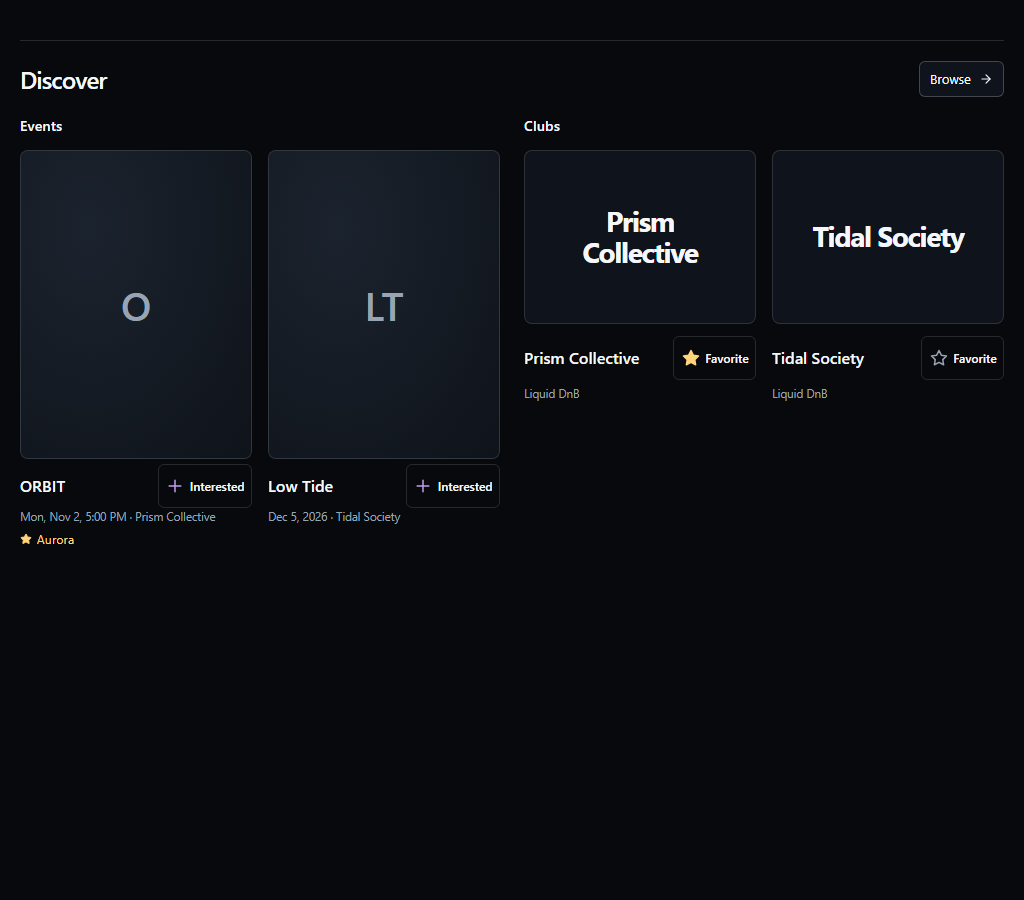 Discover
Browse
Events
O
LT
ORBIT
Interested
Mon, Nov 2, 5:00 PM · Prism Collective
Aurora
Low Tide
Interested
Dec 5, 2026 · Tidal Society
Clubs
Prism
Collective
Prism Collective
Favorite
Liquid DnB
Tidal Society
Tidal Society
Favorite
Liquid DnB